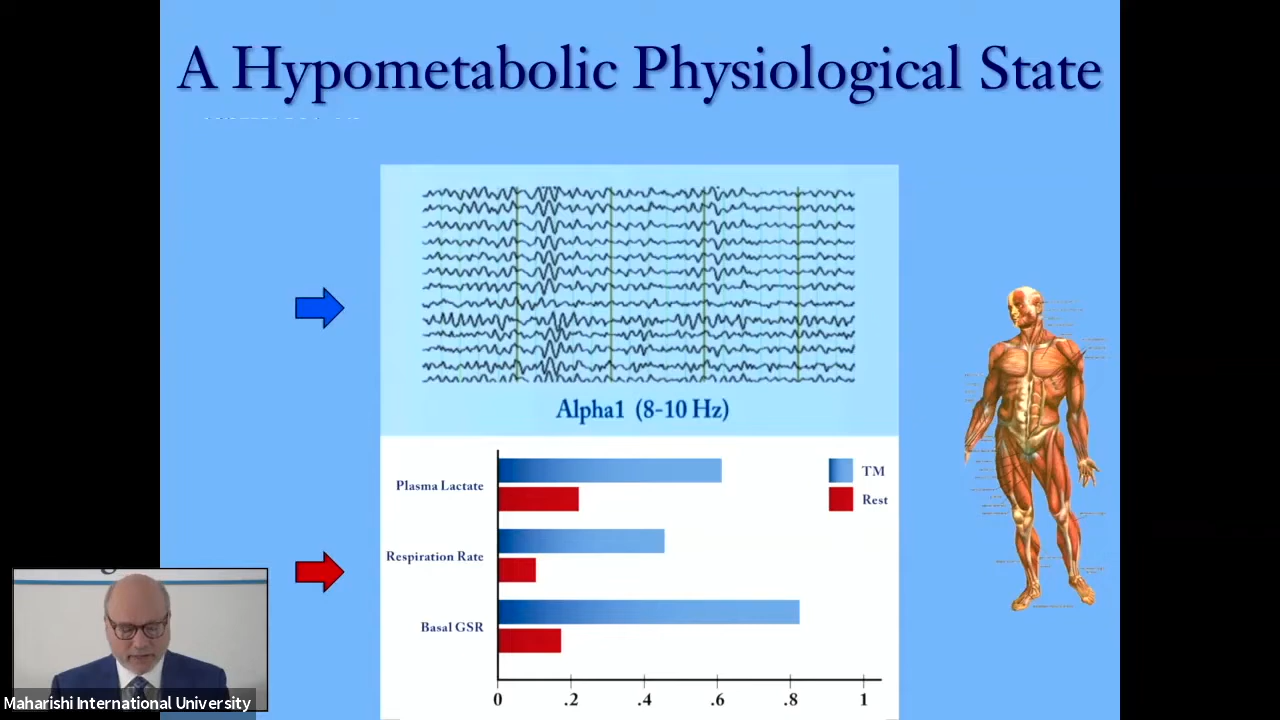 A Hypometabolic Physiological State
Alpha1 (8-10 Hz)
Plasma Lactate
Respiration Rate
Basal GSR
TM
Rest
0 .2 .4 .6 .8 1
Maharishi International University